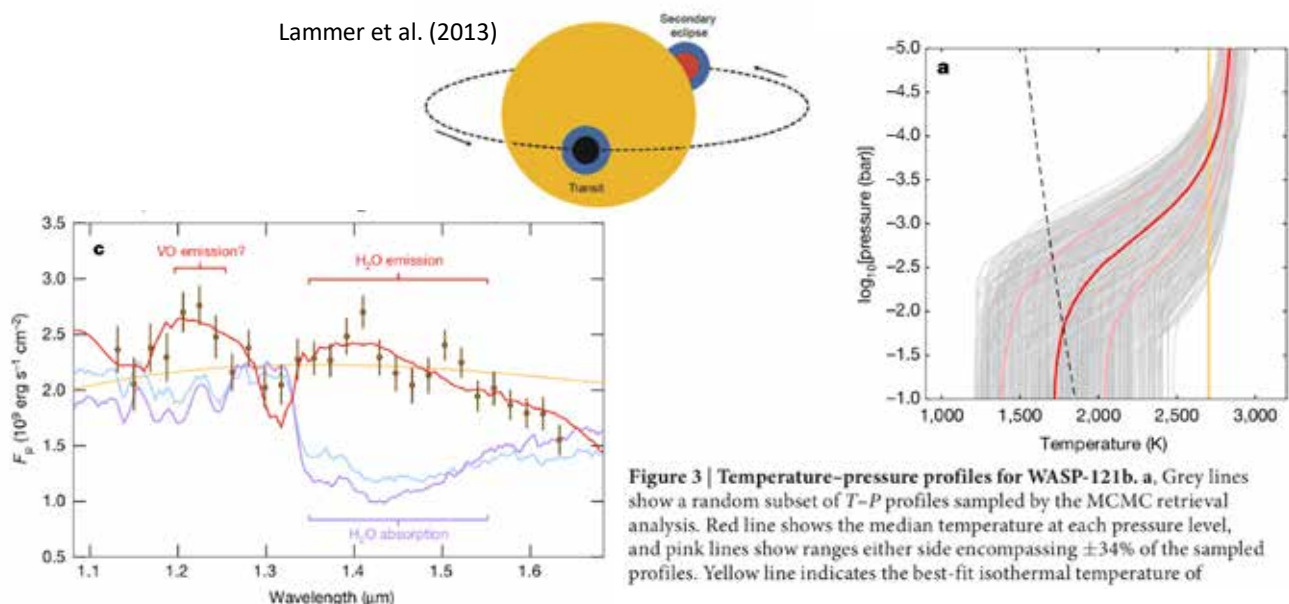 Lammer et al. (2013)
Secondary
eclipse
Transit
a
-5.0
-4.5
-4.0
-3.5
-3.0
-2.5
-2.0
-1.5
-1.0
log10[pressure (bar)]
1,000 1,500 2,000 2,500 3,000
Temperature (K)
c
VO emission?
H2O emission
H2O absorption
3.5
3.0
2.5
2.0
1.5
1.0
0.5
Fp (10⁹ erg s⁻¹ cm⁻²)
1.1 1.2 1.3 1.4 1.5 1.6
Wavelength (μm)
Figure 3 | Temperature–pressure profiles for WASP-121b. a, Grey lines
show a random subset of T–P profiles sampled by the MCMC retrieval
analysis. Red line shows the median temperature at each pressure level,
and pink lines show ranges either side encompassing ±34% of the sampled
profiles. Yellow line indicates the best-fit isothermal temperature of